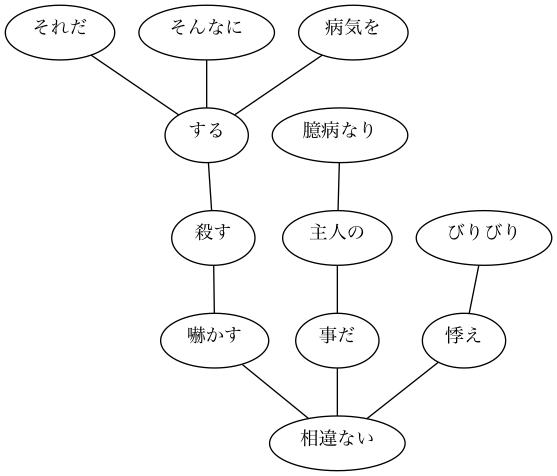 それだ
そんなに
病気を
する
臆病なり
殺す
主人の
びりびり
嚇かす
事だ
悸え
相違ない